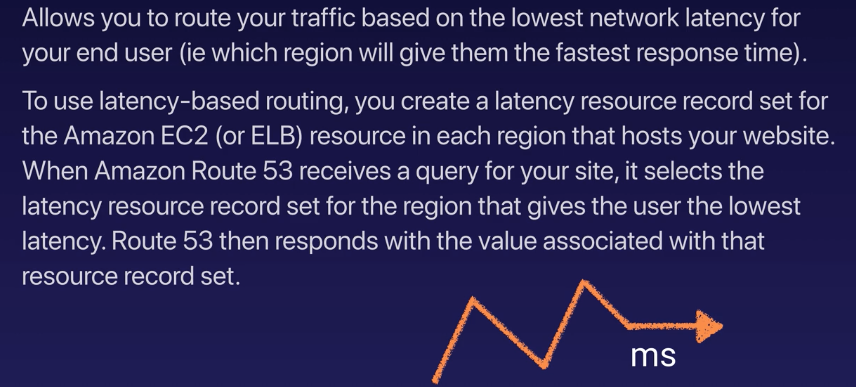 Allows you to route your traffic based on the lowest network latency for
your end user (ie which region will give them the fastest response time).
To use latency-based routing, you create a latency resource record set for
the Amazon EC2 (or ELB) resource in each region that hosts your website.
When Amazon Route 53 receives a query for your site, it selects the
latency resource record set for the region that gives the user the lowest
latency. Route 53 then responds with the value associated with that
resource record set.
ms